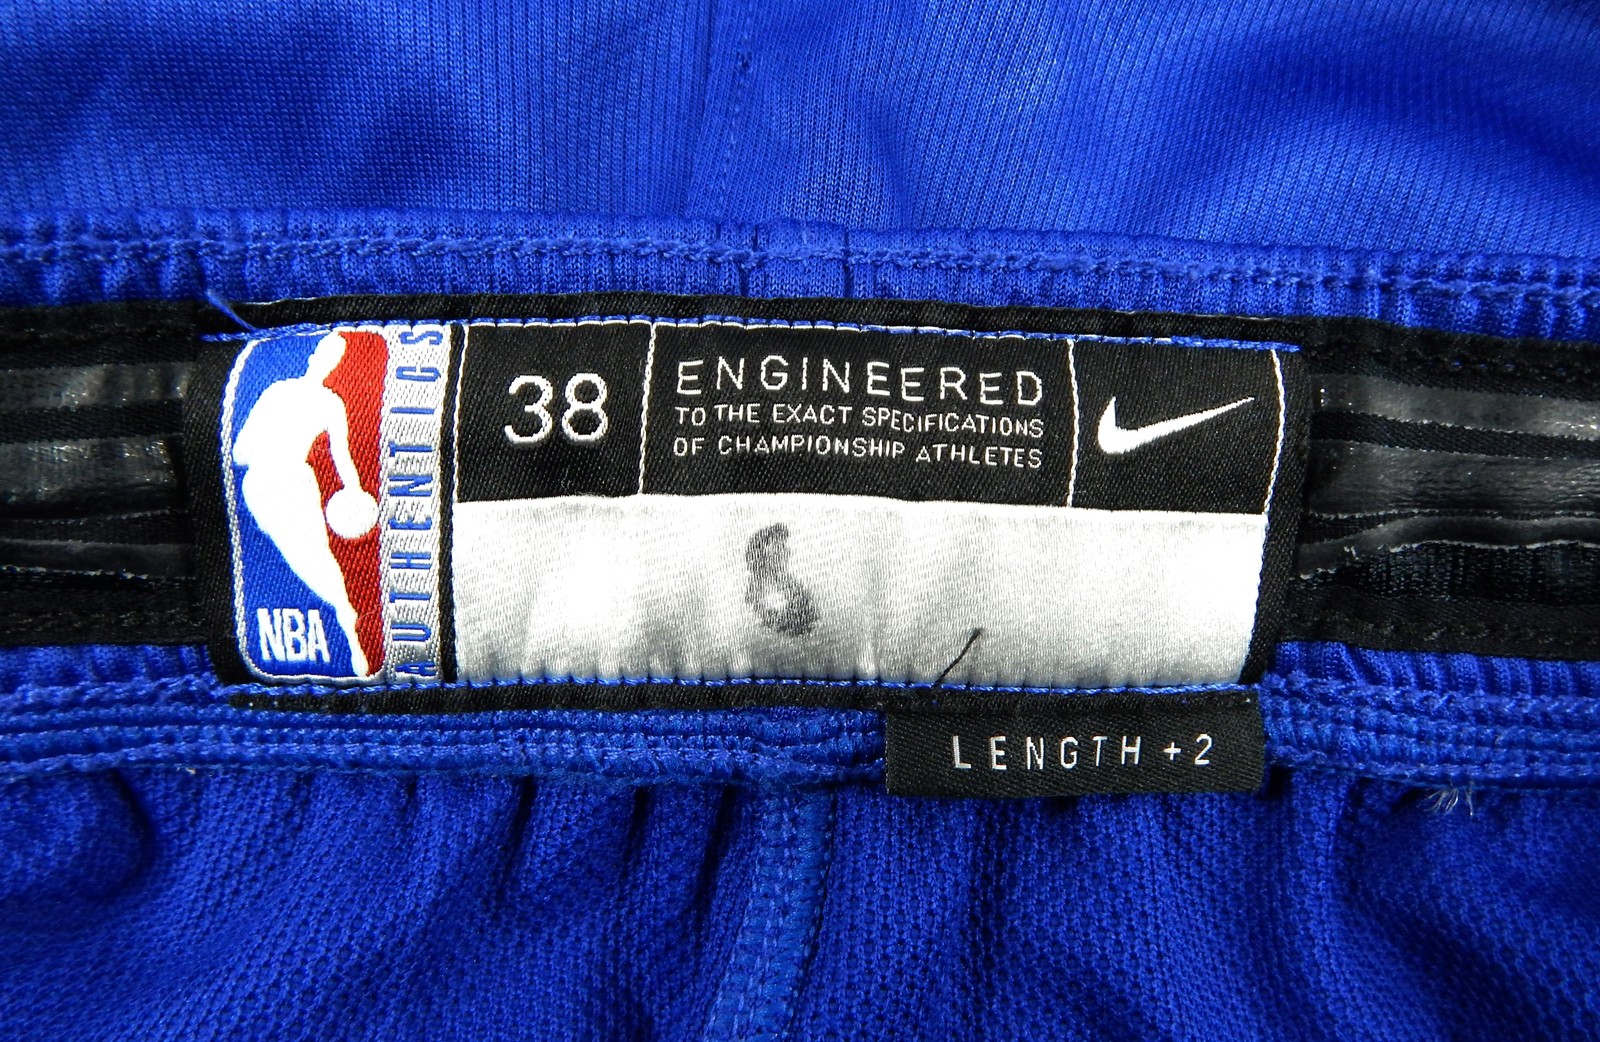 NBA
AUTHENTICS
38
ENGINEERED
TO THE EXACT SPECIFICATIONS
OF CHAMPIONSHIP ATHLETES
6
LENGTH +2